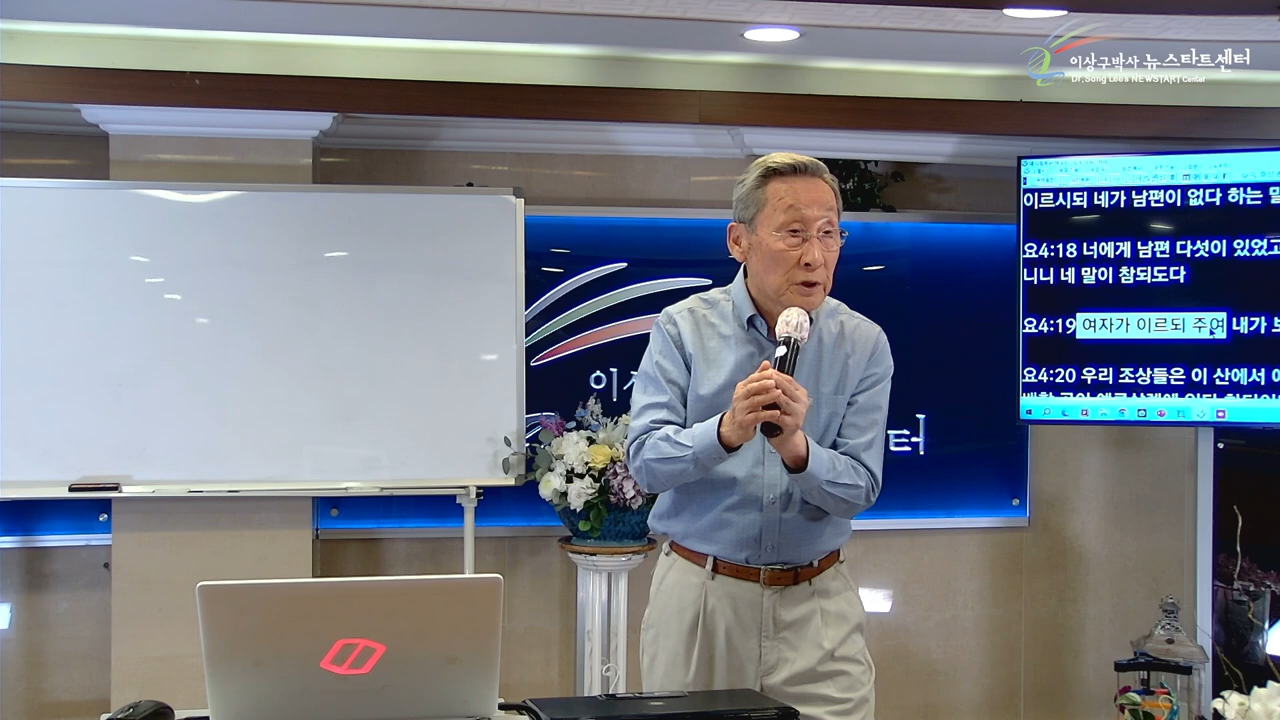 이상구박사 뉴스타트센터
Dr. Sang Lee's NEWSTART Center
이르시되 네가 남편이 없다 하는
요4:18 너에게 남편 다섯이 있었고
니니 네 말이 참되도다
요4:19 여자가 이르되 주여 내가
요4:20 우리 조상들은 이 산에서
이상
터